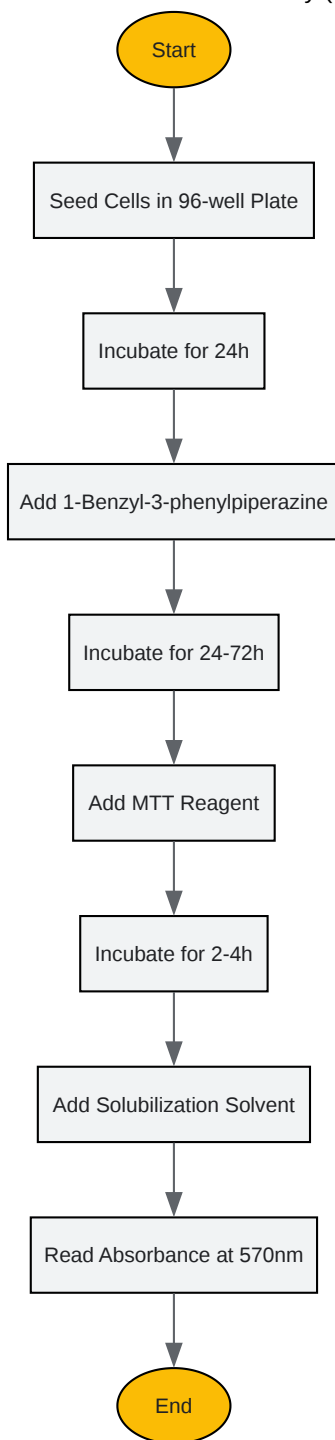 Start
Seed Cells in 96-well Plate
Incubate for 24h
Add 1-Benzyl-3-phenylpiperazine
Incubate for 24-72h
Add MTT Reagent
Incubate for 2-4h
Add Solubilization Solvent
Read Absorbance at 570nm
End